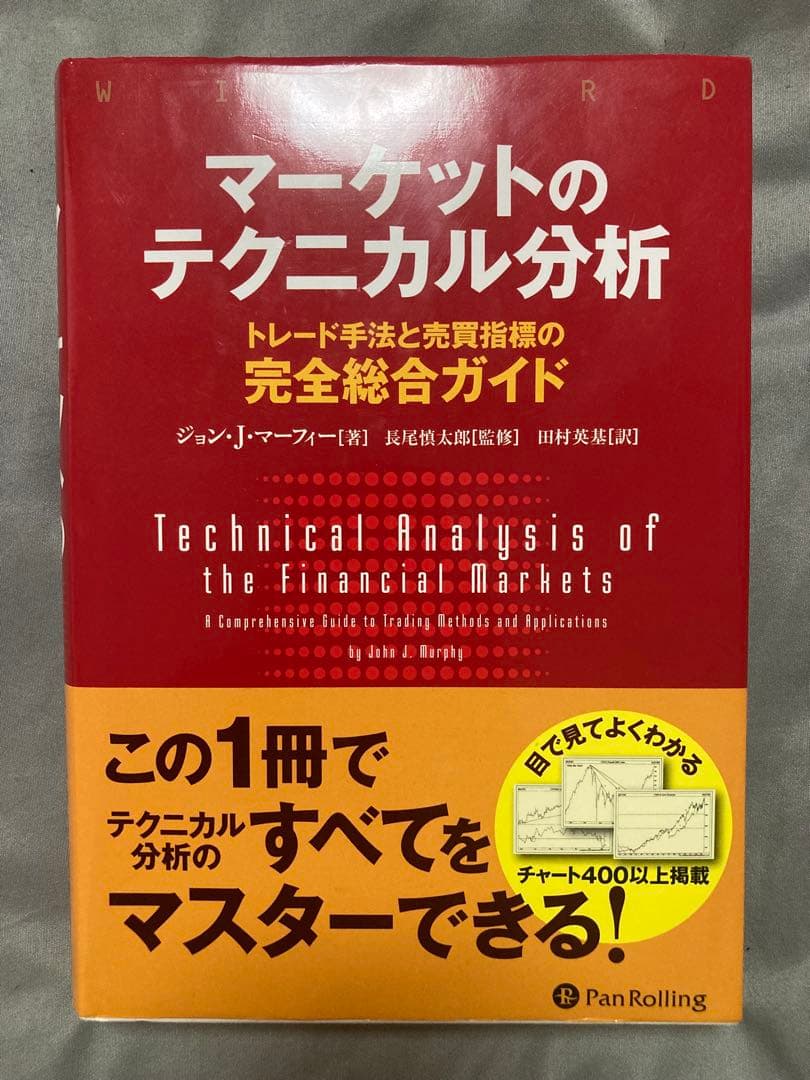 WIZARD
マーケットの
テクニカル分析
トレード手法と売買指標の
完全総合ガイド
ジョン・J・マーフィー[著] 長尾慎太郎[監修] 田村英基[訳]
Technical Analysis of
the Financial Markets
A Comprehensive Guide to Trading Methods and Applications
by John J. Murphy
この1冊で
テクニカル
分析の
すべてを
マスターできる!
目で見てよくわかる
チャート400以上掲載
PanRolling